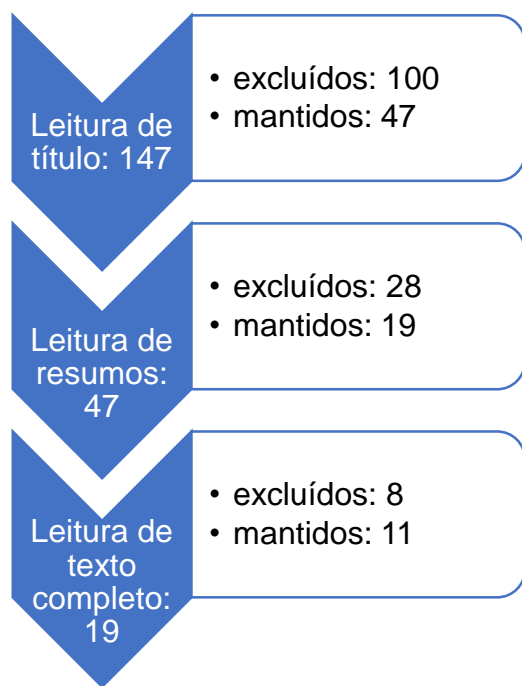 Leitura de
título: 147
• excluídos: 100
• mantidos: 47
Leitura de
resumos:
47
• excluídos: 28
• mantidos: 19
Leitura de
texto
completo:
19
• excluídos: 8
• mantidos: 11